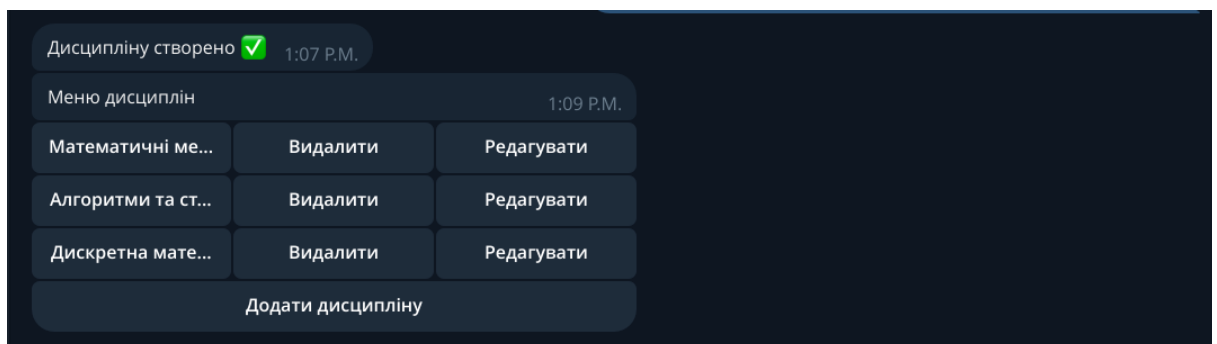 Дисципліну створено ✅ 1:07 P.M.
Меню дисциплін 1:09 P.M.
Математичні ме... Видалити Редагувати
Алгоритми та ст... Видалити Редагувати
Дискретна мате... Видалити Редагувати
Додати дисципліну